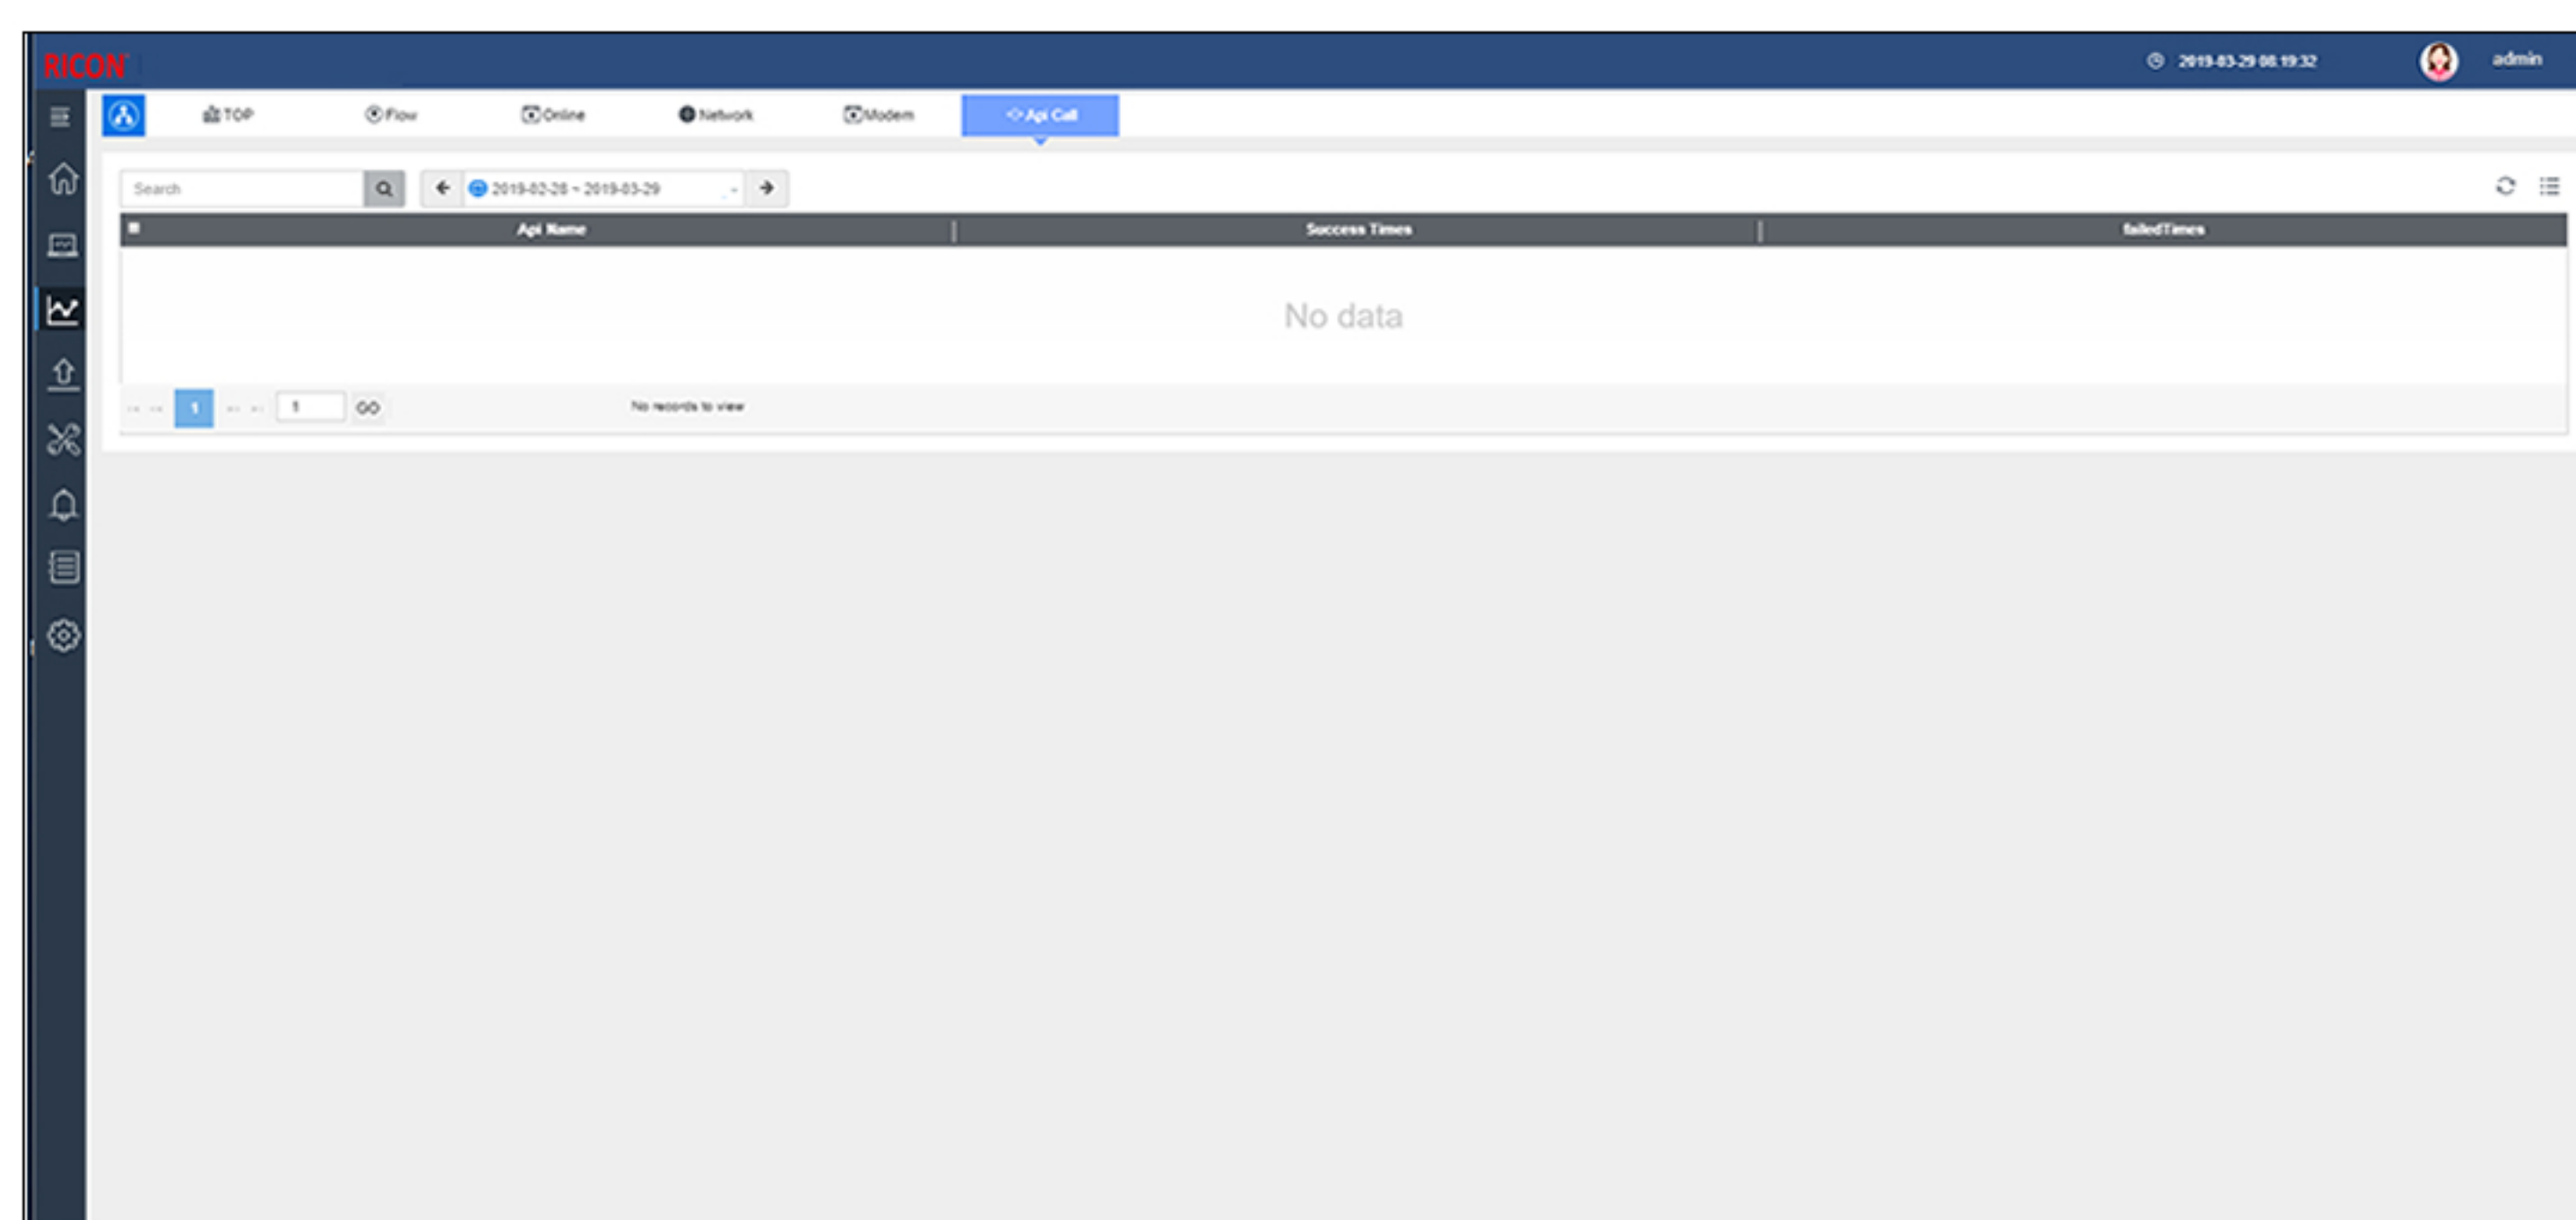 RICON
2019-03-29 08:19:32 admin
TOP Flow Online Network Modem Api Call
Search 2019-02-28 ~ 2019-03-29
Api Name Success Times failedTimes
No data
1 1 GO No records to view